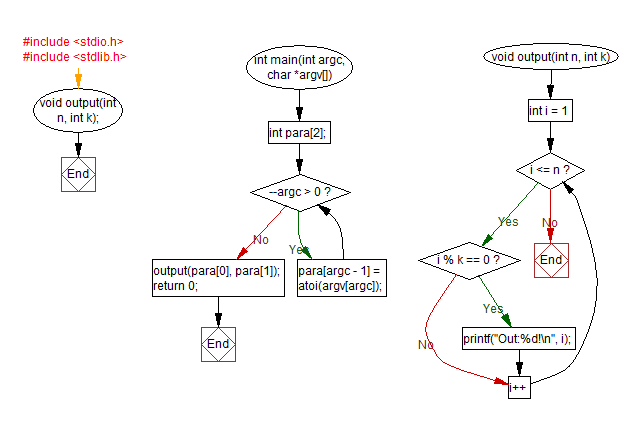 #include <stdio.h>
#include <stdlib.h>
void output(int
n, int k);
End
int main(int argc,
char *argv[])
int para[2];
--argc > 0 ?
No
Yes
output(para[0], para[1]);
return 0;
para[argc - 1] =
atoi(argv[argc]);
End
void output(int n, int k)
int i = 1
i <= n ?
Yes
No
i % k == 0 ?
End
Yes
No
printf("Out:%d!\n", i);
i++